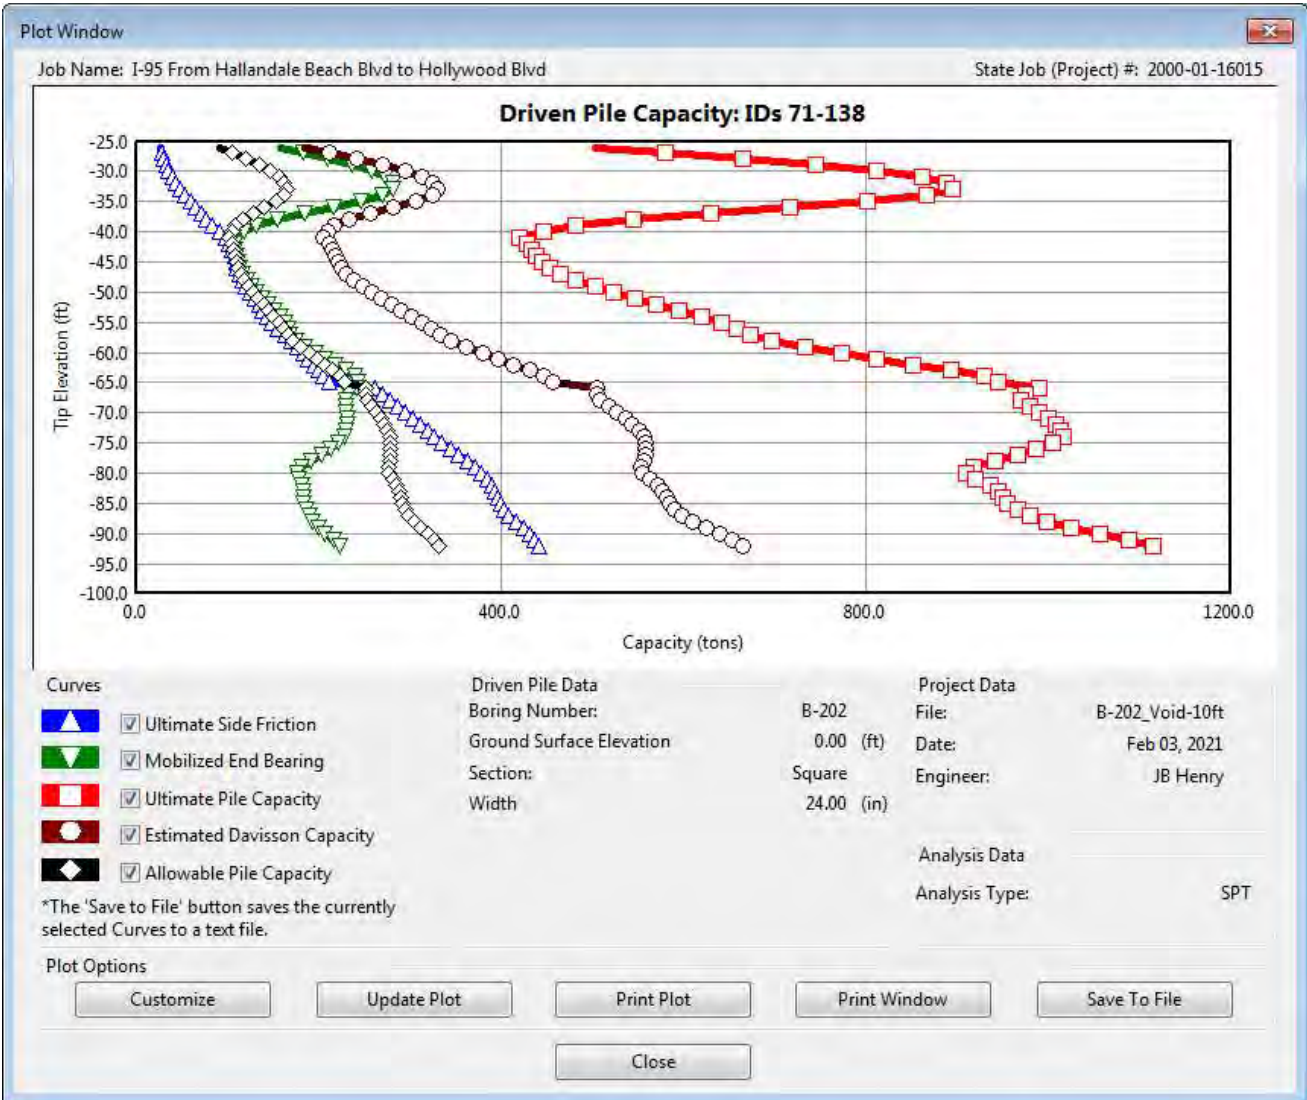 Plot Window
Job Name: I-95 From Hallandale Beach Blvd to Hollywood Blvd State Job (Project) #: 2000-01-16015
Driven Pile Capacity: IDs 71-138
-25.0
-30.0
-35.0
-40.0
-45.0
-50.0
-55.0
-60.0
-65.0
-70.0
-75.0
-80.0
-85.0
-90.0
-95.0
-100.0
Tip Elevation (ft)
0.0 400.0 800.0 1200.0
Capacity (tons)
Curves
Ultimate Side Friction
Mobilized End Bearing
Ultimate Pile Capacity
Estimated Davisson Capacity
Allowable Pile Capacity
*The 'Save to File' button saves the currently
selected Curves to a text file.
Driven Pile Data
Boring Number: B-202
Ground Surface Elevation 0.00 (ft)
Section: Square
Width 24.00 (in)
Project Data
File: B-202_Void-10ft
Date: Feb 03, 2021
Engineer: JB Henry
Analysis Data
Analysis Type: SPT
Plot Options
Customize Update Plot Print Plot Print Window Save To File
Close